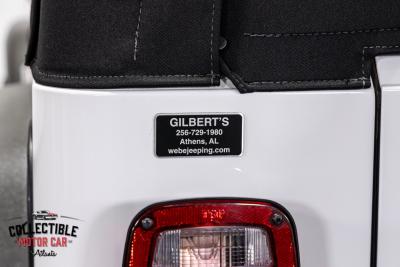 GILBERT'S
256-729-1980
Athens, AL
webejeeping.com
COLLECTIBLE
MOTOR CAR
Atlanta